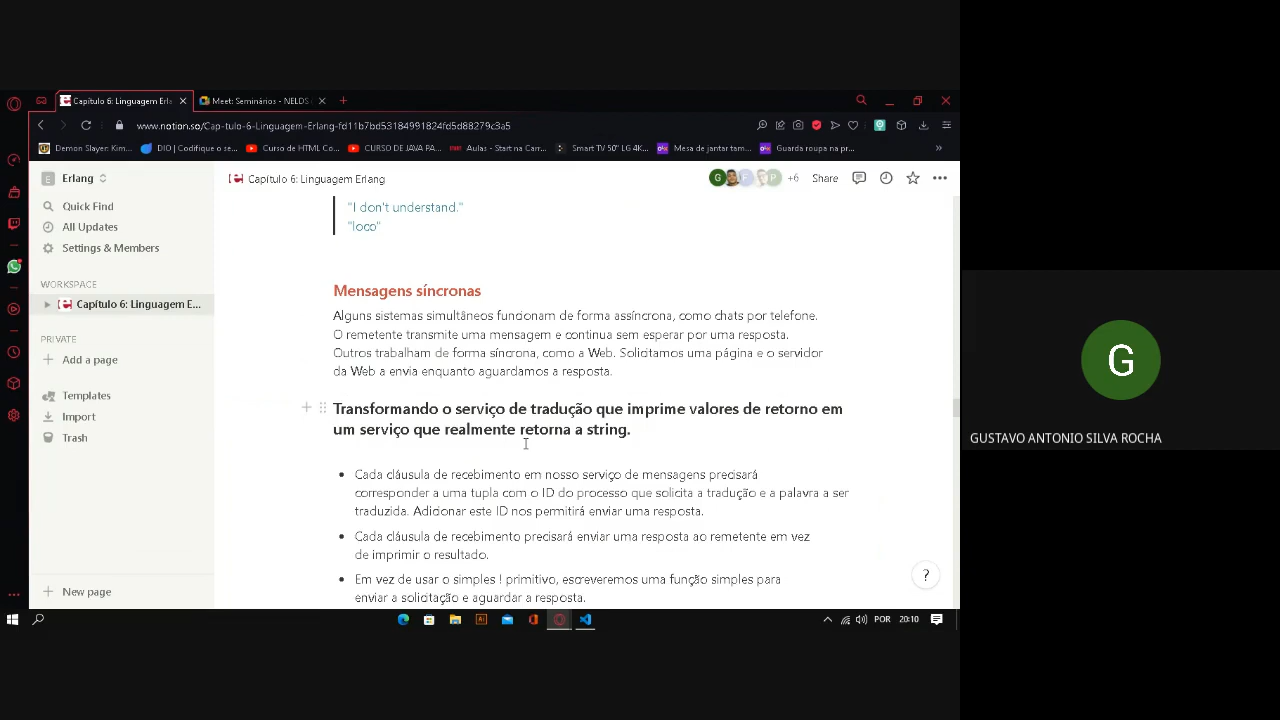 Capítulo 6: Linguagem Erla
Meet: Seminários - NELDS
www.notion.so/Cap-tulo-6-Linguagem-Erlang-fd11b7bd53184991824fd5d88279c3a5
Demon Slayer: Kim...
DIO | Codifique o se...
Curso de HTML Co...
CURSO DE JAVA PA...
Aulas - Start na Carr...
Smart TV 50" LG 4K...
Mesa de jantar tam...
Guarda roupa na pr...
»
E Erlang
Quick Find
All Updates
Settings & Members
WORKSPACE
Capítulo 6: Linguagem E...
PRIVATE
Add a page
Templates
Import
Trash
New page
Capítulo 6: Linguagem Erlang
G P +6 Share
"I don't understand."
"loco"
Mensagens síncronas
Alguns sistemas simultâneos funcionam de forma assíncrona, como chats por telefone.
O remetente transmite uma mensagem e continua sem esperar por uma resposta.
Outros trabalham de forma síncrona, como a Web. Solicitamos uma página e o servidor
da Web a envia enquanto aguardamos a resposta.
Transformando o serviço de tradução que imprime valores de retorno em
um serviço que realmente retorna a string.
• Cada cláusula de recebimento em nosso serviço de mensagens precisará
corresponder a uma tupla com o ID do processo que solicita a tradução e a palavra a ser
traduzida. Adicionar este ID nos permitirá enviar uma resposta.
• Cada cláusula de recebimento precisará enviar uma resposta ao remetente em vez
de imprimir o resultado.
• Em vez de usar o simples ! primitivo, escreveremos uma função simples para
enviar a solicitação e aguardar a resposta.
?
POR 20:10
G
GUSTAVO ANTONIO SILVA ROCHA